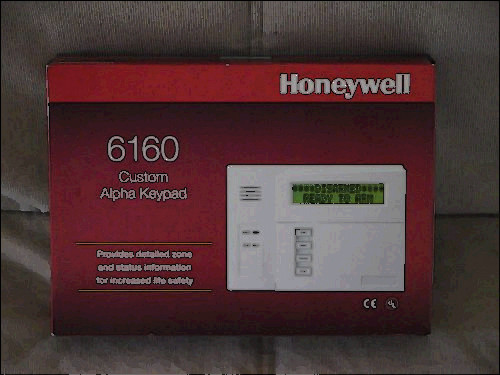 Honeywell
6160
Custom
Alpha Keypad
****DISARMED****
READY TO ARM
Provides detailed zone
and status information
for increased life safety
CE UL